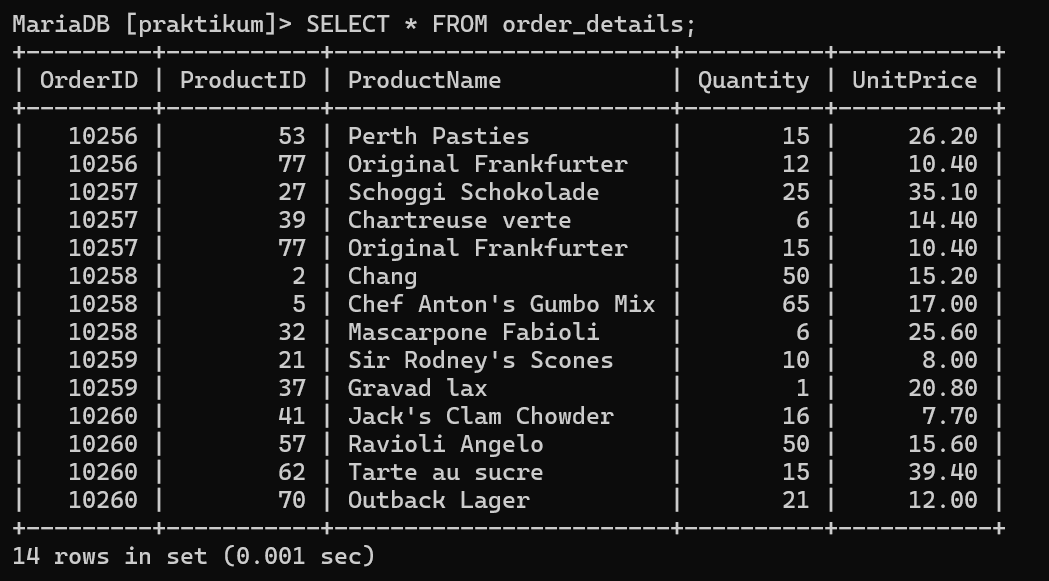 MariaDB [praktikum]> SELECT * FROM order_details;
+---------+-----------+------------------------+----------+-----------+
| OrderID | ProductID | ProductName            | Quantity | UnitPrice |
+---------+-----------+------------------------+----------+-----------+
|   10256 |        53 | Perth Pasties          |       15 |     26.20 |
|   10256 |        77 | Original Frankfurter   |       12 |     10.40 |
|   10257 |        27 | Schoggi Schokolade     |       25 |     35.10 |
|   10257 |        39 | Chartreuse verte       |        6 |     14.40 |
|   10257 |        77 | Original Frankfurter   |       15 |     10.40 |
|   10258 |         2 | Chang                  |       50 |     15.20 |
|   10258 |         5 | Chef Anton's Gumbo Mix |       65 |     17.00 |
|   10258 |        32 | Mascarpone Fabioli     |        6 |     25.60 |
|   10259 |        21 | Sir Rodney's Scones    |       10 |      8.00 |
|   10259 |        37 | Gravad lax             |        1 |     20.80 |
|   10260 |        41 | Jack's Clam Chowder    |       16 |      7.70 |
|   10260 |        57 | Ravioli Angelo         |       50 |     15.60 |
|   10260 |        62 | Tarte au sucre         |       15 |     39.40 |
|   10260 |        70 | Outback Lager          |       21 |     12.00 |
+---------+-----------+------------------------+----------+-----------+
14 rows in set (0.001 sec)